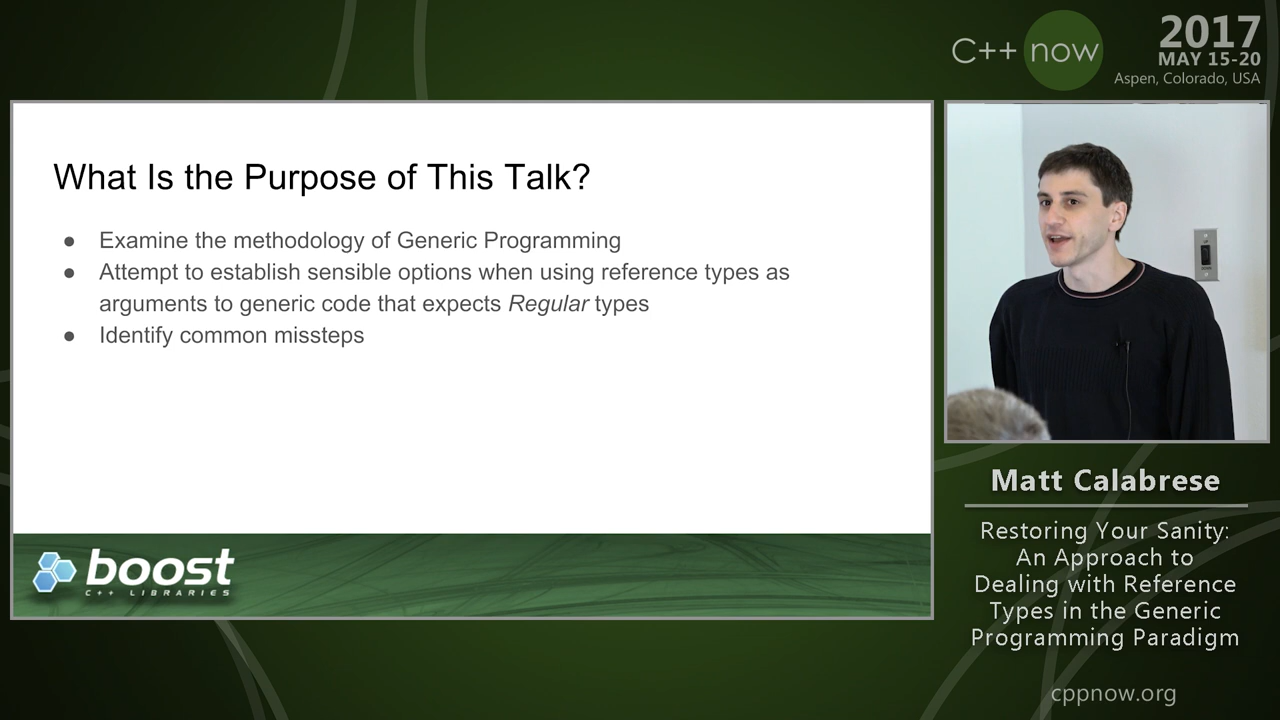 C++ now
2017
MAY 15-20
Aspen, Colorado, USA
What Is the Purpose of This Talk?
● Examine the methodology of Generic Programming
● Attempt to establish sensible options when using reference types as
arguments to generic code that expects Regular types
● Identify common missteps
boost
C++ LIBRARIES
Matt Calabrese
Restoring Your Sanity:
An Approach to
Dealing with Reference
Types in the Generic
Programming Paradigm
cppnow.org